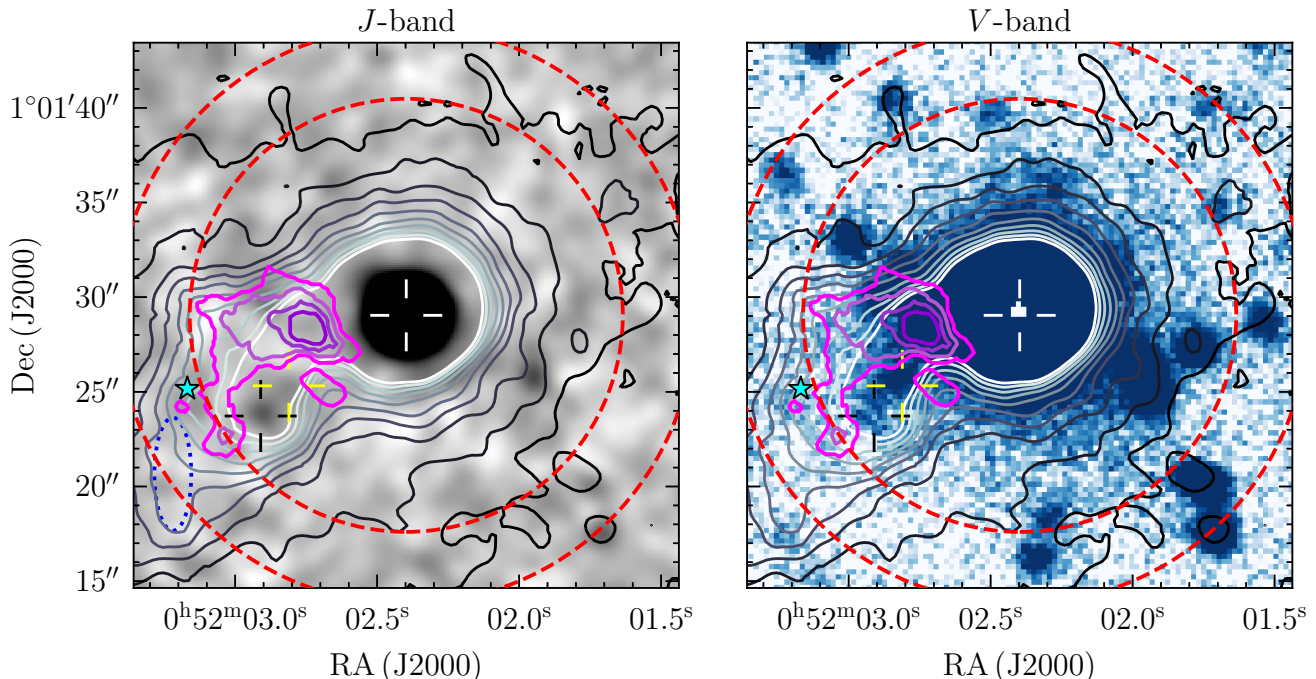 J-band
V-band
1°01′40″
35″
30″
25″
20″
15″
Dec (J2000)
0ʰ52ᵐ03.0ˢ
02.5ˢ
02.0ˢ
01.5ˢ
0ʰ52ᵐ03.0ˢ
02.5ˢ
02.0ˢ
01.5ˢ
RA (J2000)
RA (J2000)